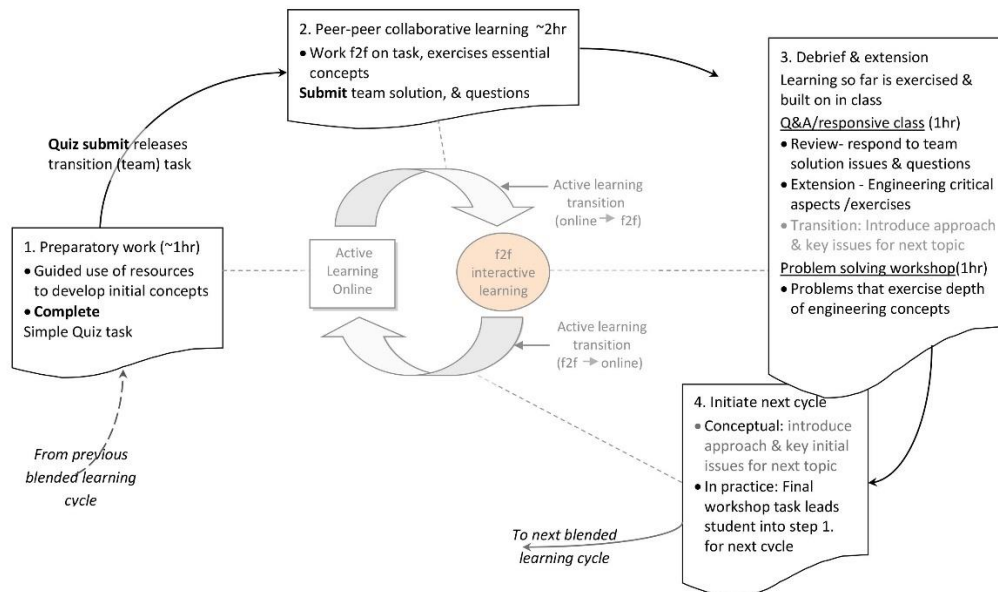 2. Peer-peer collaborative learning ~2hr
● Work f2f on task, exercises essential
concepts
Submit team solution, & questions
3. Debrief & extension
Learning so far is exercised &
built on in class
Q&A/responsive class (1hr)
● Review- respond to team
solution issues & questions
● Extension - Engineering critical
aspects /exercises
● Transition: Introduce approach
& key issues for next topic
Problem solving workshop(1hr)
● Problems that exercise depth
of engineering concepts
Quiz submit releases
transition (team) task
Active learning
transition
(online → f2f)
1. Preparatory work (~1hr)
● Guided use of resources
to develop initial concepts
● Complete
Simple Quiz task
Active
Learning
Online
f2f
interactive
learning
Active learning
transition
(f2f → online)
4. Initiate next cycle
● Conceptual: introduce
approach & key initial
issues for next topic
● In practice: Final
workshop task leads
student into step 1.
for next cycle
From previous
blended learning
cycle
To next blended
learning cycle